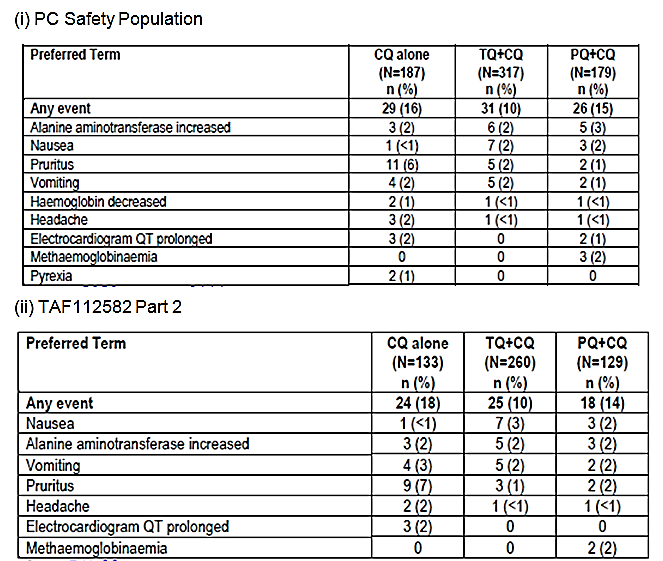 (i) PC Safety Population
Preferred Term CQ alone TQ+CQ PQ+CQ
(N=187) (N=317) (N=179)
n (%) n (%) n (%)
Any event 29 (16) 31 (10) 26 (15)
Alanine aminotransferase increased 3 (2) 6 (2) 5 (3)
Nausea 1 (<1) 7 (2) 3 (2)
Pruritus 11 (6) 5 (2) 2 (1)
Vomiting 4 (2) 5 (2) 2 (1)
Haemoglobin decreased 2 (1) 1 (<1) 1 (<1)
Headache 3 (2) 1 (<1) 1 (<1)
Electrocardiogram QT prolonged 3 (2) 0 2 (1)
Methaemoglobinaemia 0 0 3 (2)
Pyrexia 2 (1) 0 0
(ii) TAF112582 Part 2
Preferred Term CQ alone TQ+CQ PQ+CQ
(N=133) (N=260) (N=129)
n (%) n (%) n (%)
Any event 24 (18) 25 (10) 18 (14)
Nausea 1 (<1) 7 (3) 3 (2)
Alanine aminotransferase increased 3 (2) 5 (2) 3 (2)
Vomiting 4 (3) 5 (2) 2 (2)
Pruritus 9 (7) 3 (1) 2 (2)
Headache 2 (2) 1 (<1) 1 (<1)
Electrocardiogram QT prolonged 3 (2) 0 0
Methaemoglobinaemia 0 0 2 (2)